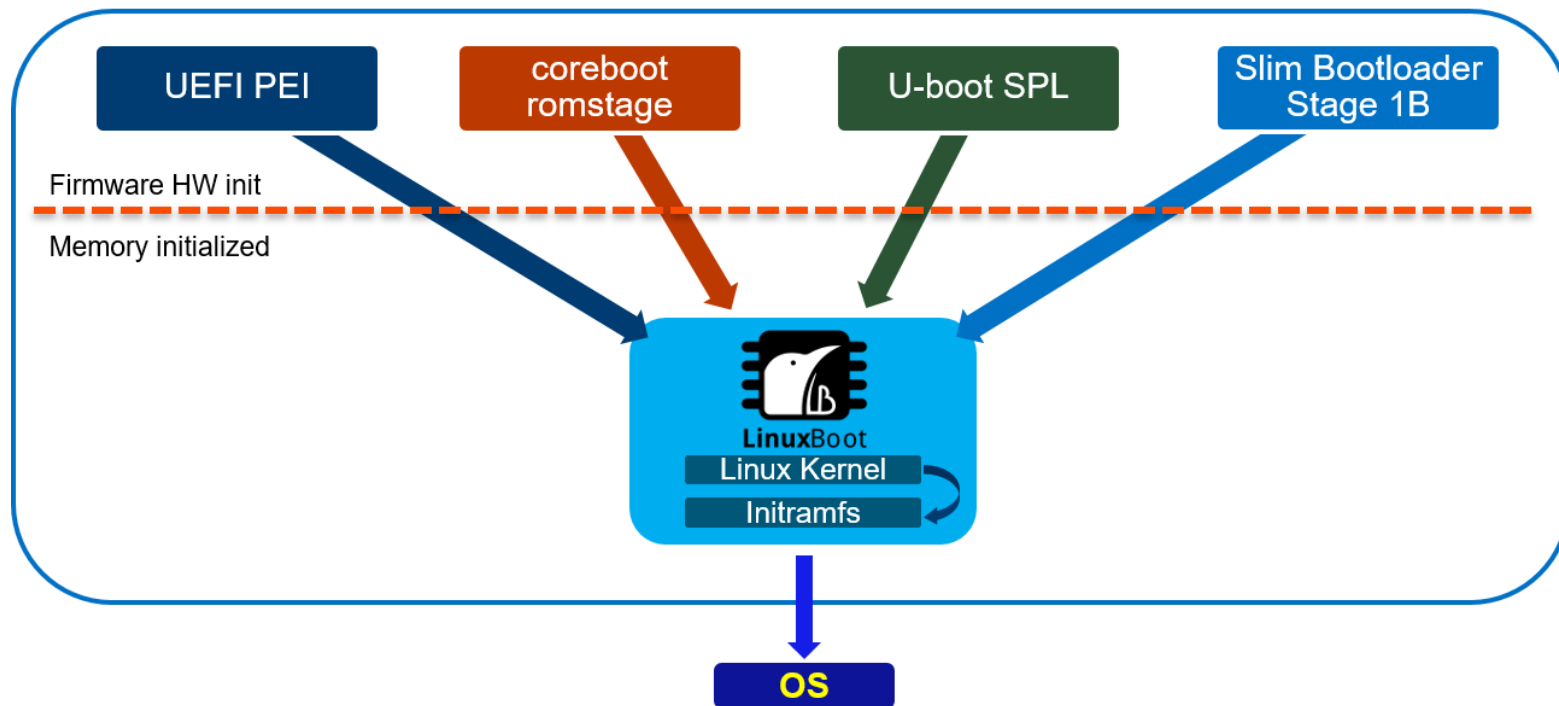 UEFI PEI
coreboot
romstage
U-boot SPL
Slim Bootloader
Stage 1B
Firmware HW init
Memory initialized
LB
LinuxBoot
Linux Kernel
Initramfs
OS